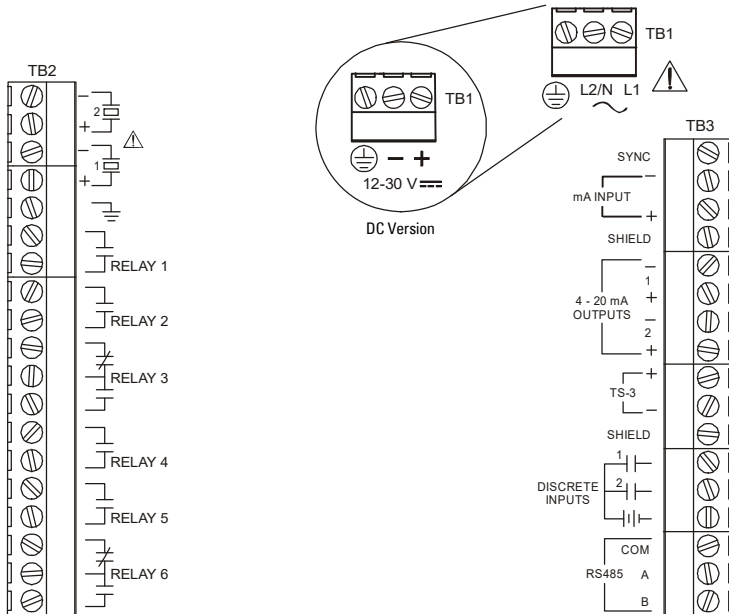 TB1
L2/N L1
TB1
- +
12-30 V
DC Version
TB2
-
2
+
-
1
+
RELAY 1
RELAY 2
RELAY 3
RELAY 4
RELAY 5
RELAY 6
TB3
SYNC
-
mA INPUT
+
SHIELD
-
1
+
4 - 20 mA
OUTPUTS
-
2
+
+
TS-3
-
SHIELD
1
2
DISCRETE
INPUTS
COM
RS485 A
B